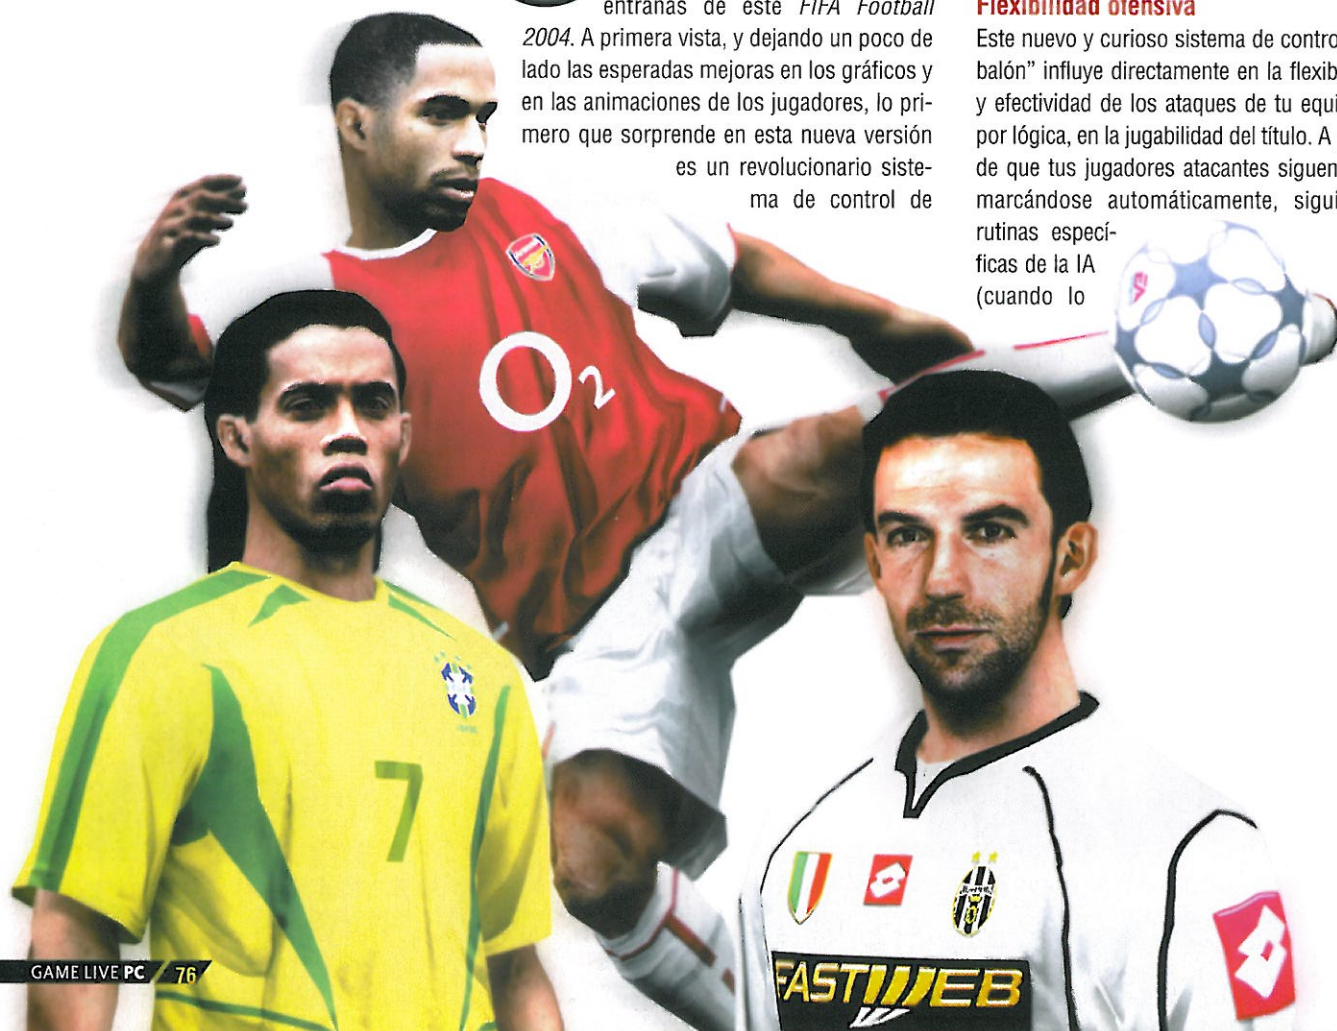 entrañas de este FIFA Football
2004. A primera vista, y dejando un poco de
lado las esperadas mejoras en los gráficos y
en las animaciones de los jugadores, lo pri-
mero que sorprende en esta nueva versión
es un revolucionario siste-
ma de control de
Flexibilidad ofensiva
Este nuevo y curioso sistema de contro
balón” influye directamente en la flexib
y efectividad de los ataques de tu equi
por lógica, en la jugabilidad del título. A
de que tus jugadores atacantes siguen
marcándose automáticamente, sigui
rutinas especí-
ficas de la IA
(cuando lo
EA
O2
7
FASTWEB
GAME LIVE PC 76